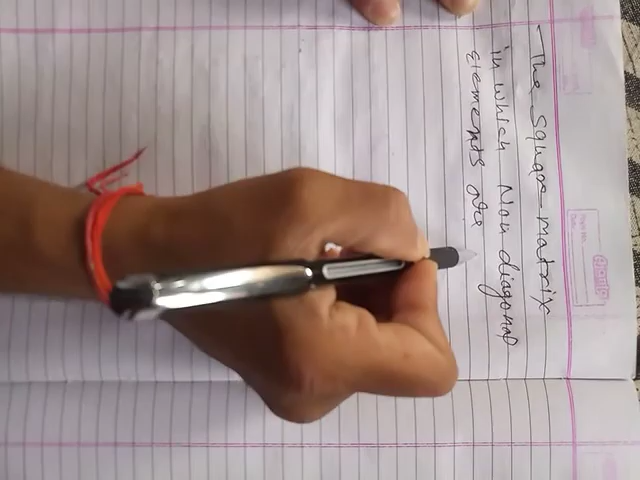 The Square matrix
in which Non diagonal
elements are